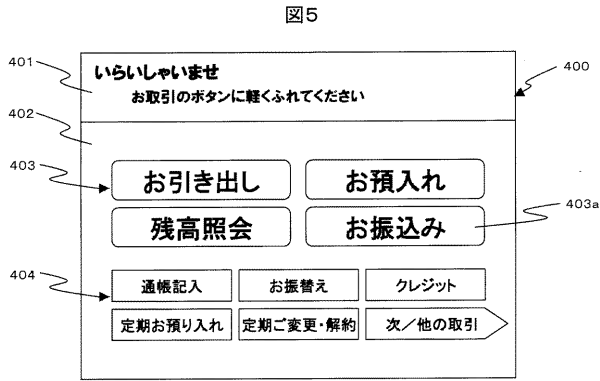 図5
401
400
いらいしゃいませ
お取引のボタンに軽くふれてください
402
403
お引き出し
お預入れ
残高照会
お振込み
403a
404
通帳記入
お振替え
クレジット
定期お預り入れ
定期ご変更・解約
次／他の取引